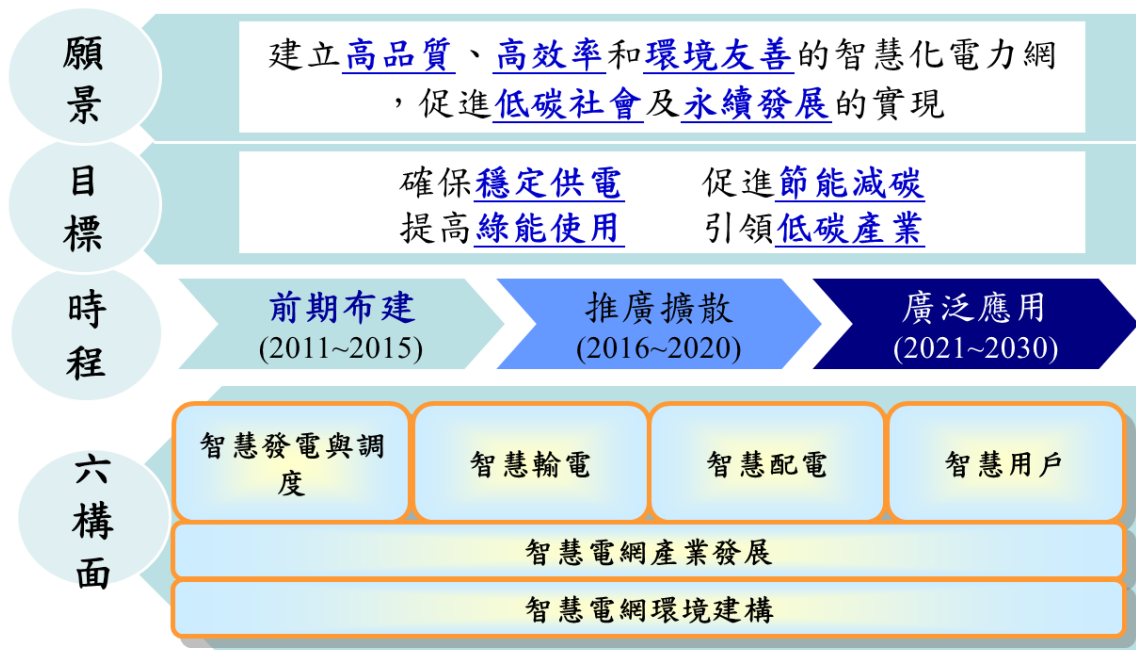 願景
建立高品質、高效率和環境友善的智慧化電力網
，促進低碳社會及永續發展的實現
目標
確保穩定供電 促進節能減碳
提高綠能使用 引領低碳產業
時程
前期布建
(2011~2015)
推廣擴散
(2016~2020)
廣泛應用
(2021~2030)
六構面
智慧發電與調
度
智慧輸電
智慧配電
智慧用戶
智慧電網產業發展
智慧電網環境建構